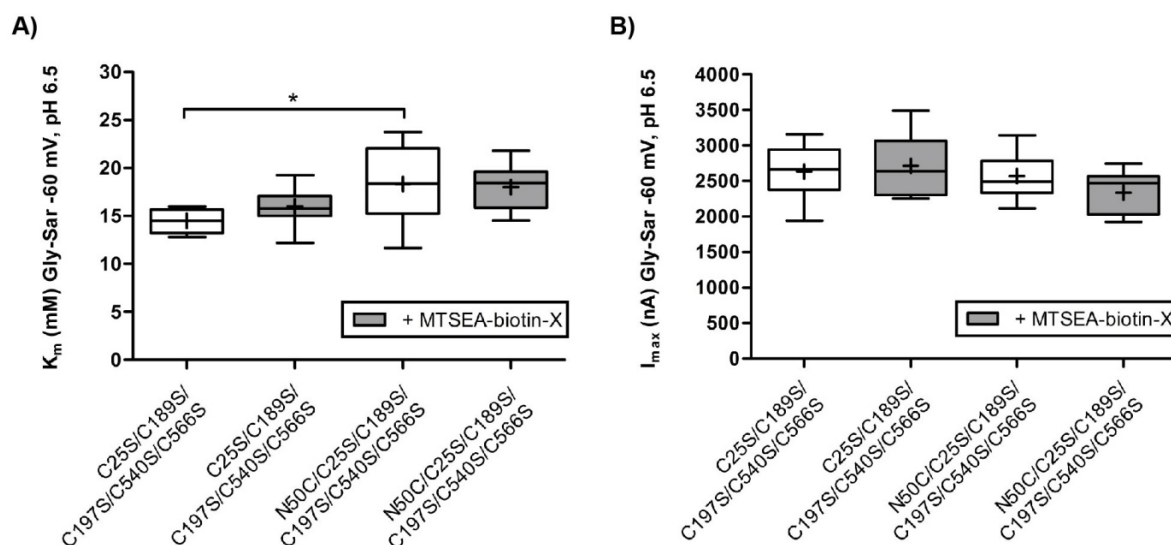 A)
K_m (mM) Gly-Sar -60 mV, pH 6.5
30
25
20
15
10
5
0
*
+ MTSEA-biotin-X
C25S/C189S/
C197S/C540S/C566S
C25S/C189S/
C197S/C540S/C566S
N50C/C25S/C189S/
C197S/C540S/C566S
N50C/C25S/C189S/
C197S/C540S/C566S
B)
I_max (nA) Gly-Sar -60 mV, pH 6.5
4000
3500
3000
2500
2000
1500
1000
500
0
+ MTSEA-biotin-X
C25S/C189S/
C197S/C540S/C566S
C25S/C189S/
C197S/C540S/C566S
N50C/C25S/C189S/
C197S/C540S/C566S
N50C/C25S/C189S/
C197S/C540S/C566S